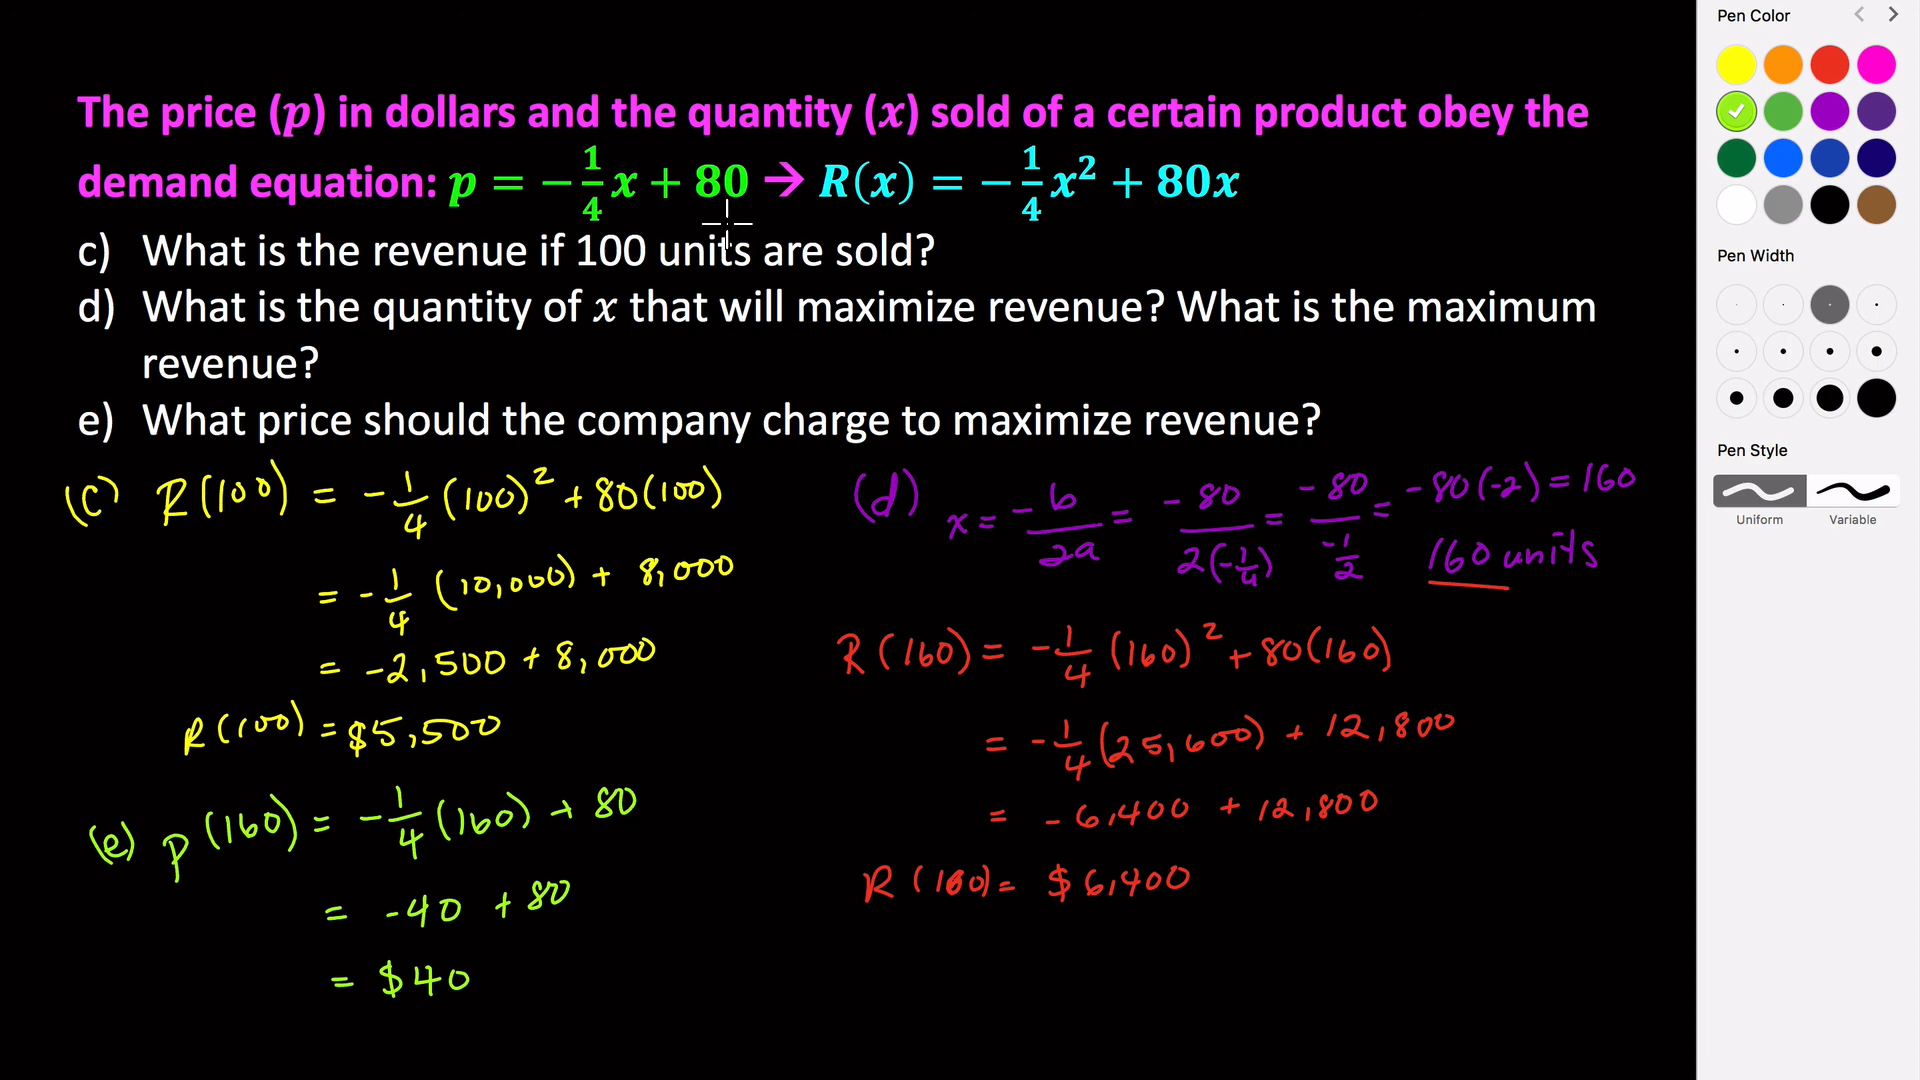 The price (p) in dollars and the quantity (x) sold of a certain product obey the
demand equation: p = −1/4x + 80 → R(x) = −1/4x² + 80x
c) What is the revenue if 100 units are sold?
d) What is the quantity of x that will maximize revenue? What is the maximum
revenue?
e) What price should the company charge to maximize revenue?
(c) R(100) = -1/4 (100)² + 80(100)
= -1/4 (10,000) + 8,000
= -2,500 + 8,000
R(100) = $5,500
(e) p(160) = -1/4 (160) + 80
= -40 + 80
= $40
(d) x = -b/2a = -80/2(-1/4) = -80/-1/2 = -80(-2) = 160
160 units
R(160) = -1/4 (160)² + 80(160)
= -1/4 (25,600) + 12,800
= -6,400 + 12,800
R(160) = $6,400
Pen Color
Pen Width
Pen Style
Uniform Variable